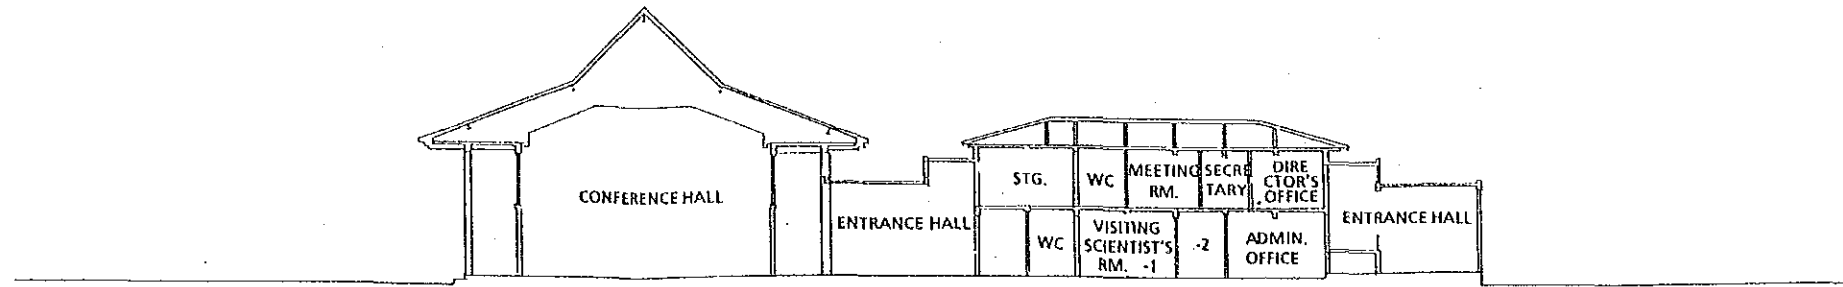 CONFERENCE HALL
ENTRANCE HALL
STG.
WC
MEETING
RM.
SECRE
TARY
DIRE
CTOR'S
OFFICE
WC
VISITING
SCIENTIST'S
RM. -1
-2
ADMIN.
OFFICE
ENTRANCE HALL